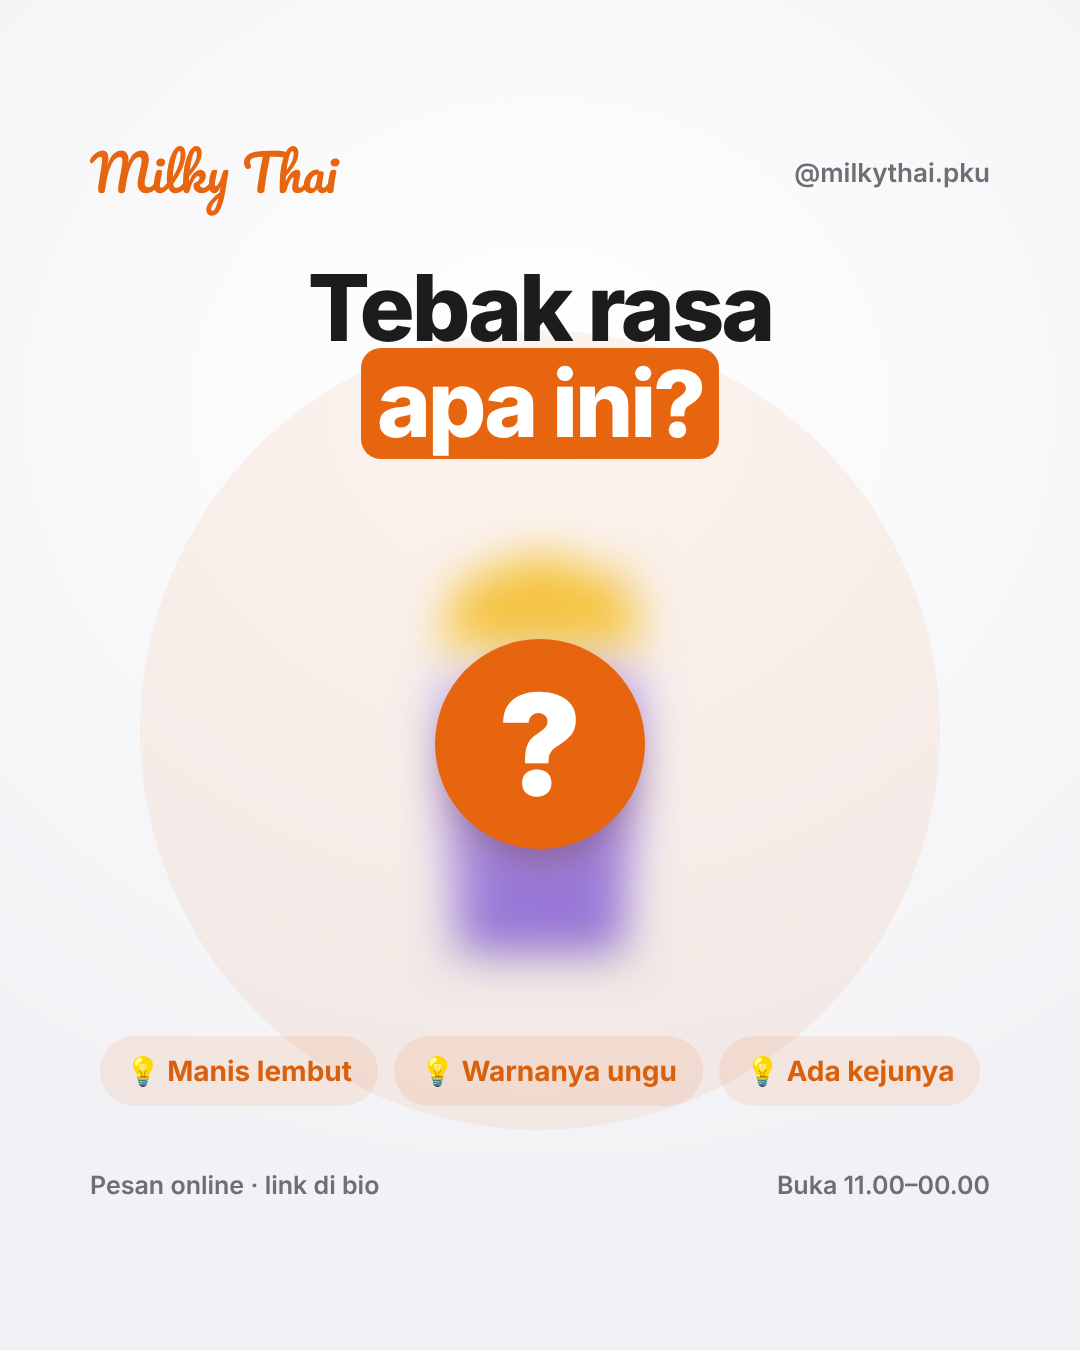 Milky Thai
@milkythai.pku
Tebak rasa
apa ini?
?
💡 Manis lembut
💡 Warnanya ungu
💡 Ada kejunya
Pesan online · link di bio
Buka 11.00–00.00